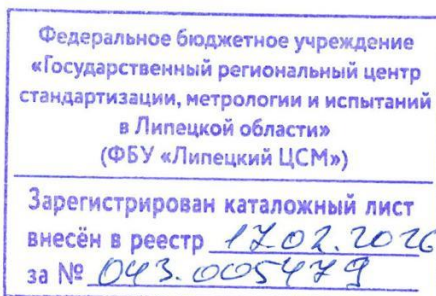 Федеральное бюджетное учреждение
«Государственный региональный центр
стандартизации, метрологии и испытаний
в Липецкой области»
(ФБУ «Липецкий ЦСМ»)
Зарегистрирован каталожный лист
внесён в реестр 17.02.2026
за № 043.005479